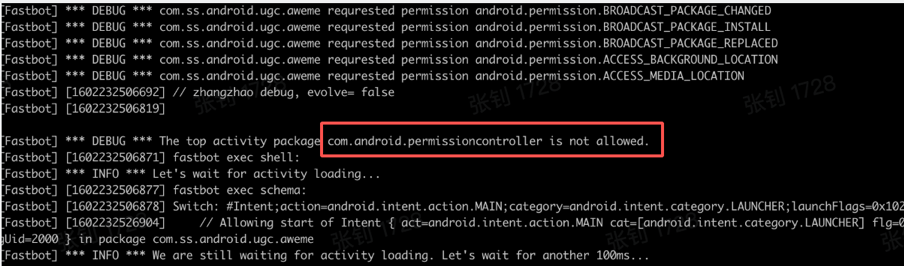 [Fastbot] *** DEBUG *** com.ss.android.ugc.aweme requrested permission android.permission.BROADCAST_PACKAGE_CHANGED
[Fastbot] *** DEBUG *** com.ss.android.ugc.aweme requrested permission android.permission.BROADCAST_PACKAGE_INSTALL
[Fastbot] *** DEBUG *** com.ss.android.ugc.aweme requrested permission android.permission.BROADCAST_PACKAGE_REPLACED
[Fastbot] *** DEBUG *** com.ss.android.ugc.aweme requrested permission android.permission.ACCESS_BACKGROUND_LOCATION
[Fastbot] *** DEBUG *** com.ss.android.ugc.aweme requrested permission android.permission.ACCESS_MEDIA_LOCATION
[Fastbot] [1602232506692] // zhangzhao debug, evolve= false
[Fastbot] [1602232506819]
[Fastbot] *** DEBUG *** The top activity package com.android.permissioncontroller is not allowed.
[Fastbot] [1602232506871] fastbot exec shell:
[Fastbot] *** INFO *** Let's wait for activity loading...
[Fastbot] [1602232506877] fastbot exec schema:
[Fastbot] [1602232506878] Switch: #Intent;action=android.intent.action.MAIN;category=android.intent.category.LAUNCHER;launchFlags=0x102
[Fastbot] [1602232526904] // Allowing start of Intent { act=android.intent.action.MAIN cat=[android.intent.category.LAUNCHER] flg=0
gUid=2000 } in package com.ss.android.ugc.aweme
[Fastbot] *** INFO *** We are still waiting for activity loading. Let's wait for another 100ms...
张钊 1728
张钊 1728
张钊 1728